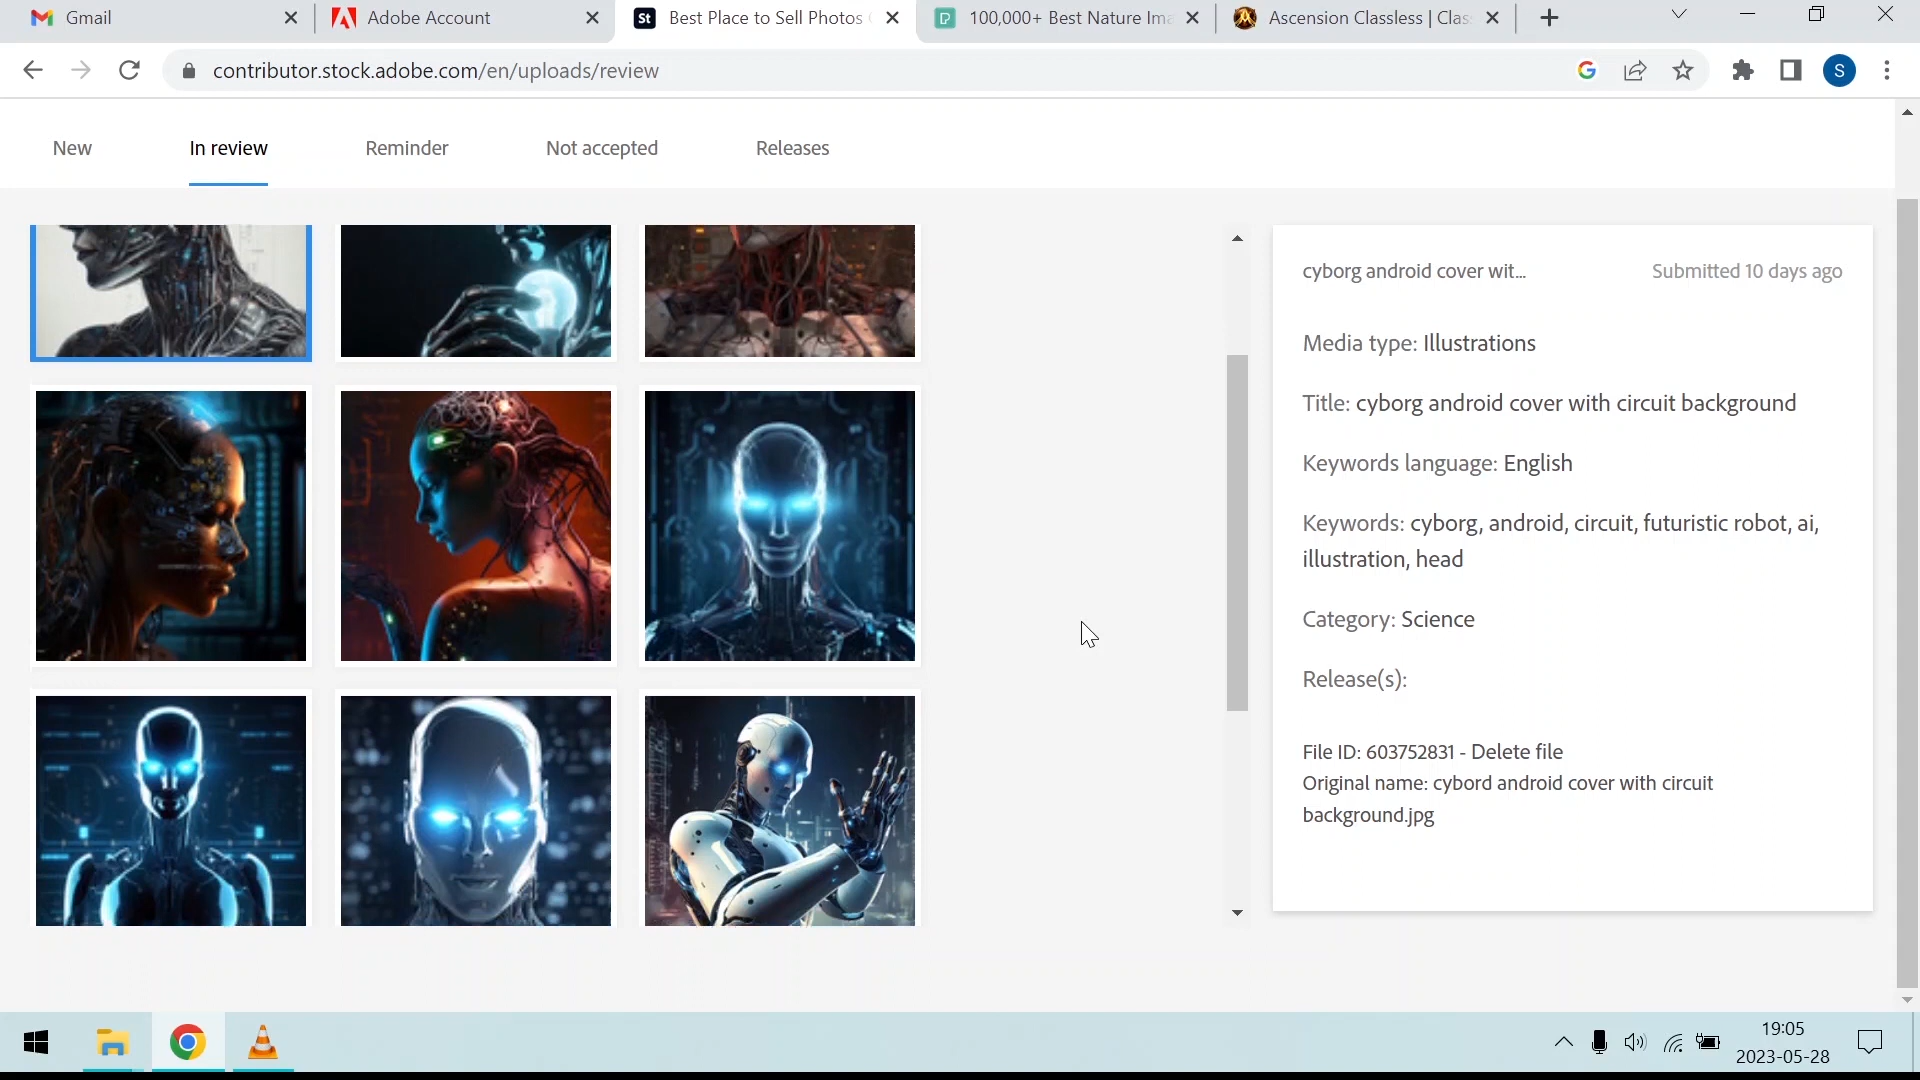 Gmail
Adobe Account
St
Best Place to Sell Photos
100,000+ Best Nature Ima
Ascension Classless | Clas
contributor.stock.adobe.com/en/uploads/review
S
New
In review
Reminder
Not accepted
Releases
cyborg android cover wit...
Submitted 10 days ago
Media type: Illustrations
Title: cyborg android cover with circuit background
Keywords language: English
Keywords: cyborg, android, circuit, futuristic robot, ai,
illustration, head
Category: Science
Release(s):
File ID: 603752831 - Delete file
Original name: cybord android cover with circuit
background.jpg
19:05
2023-05-28